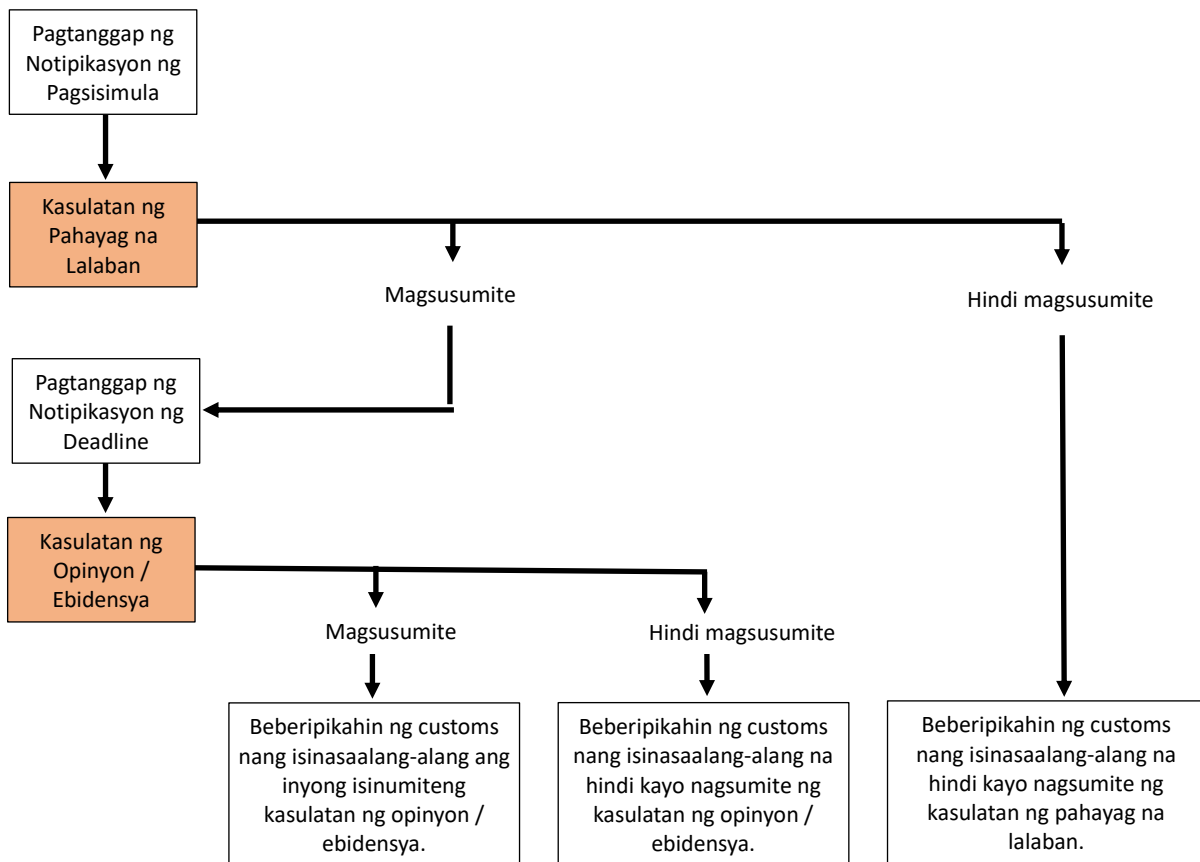 Pagtanggap ng
Notipikasyon ng
Pagsisimula
Kasulatan ng
Pahayag na
Lalaban
Magsusumite
Hindi magsusumite
Pagtanggap ng
Notipikasyon ng
Deadline
Kasulatan ng
Opinyon /
Ebidensya
Magsusumite
Hindi magsusumite
Beberipikahin ng customs
nang isinasaalang-alang ang
inyong isinumiteng
kasulatan ng opinyon /
ebidensya.
Beberipikahin ng customs
nang isinasaalang-alang na
hindi kayo nagsumite ng
kasulatan ng opinyon /
ebidensya.
Beberipikahin ng customs
nang isinasaalang-alang na
hindi kayo nagsumite ng
kasulatan ng pahayag na
lalaban.